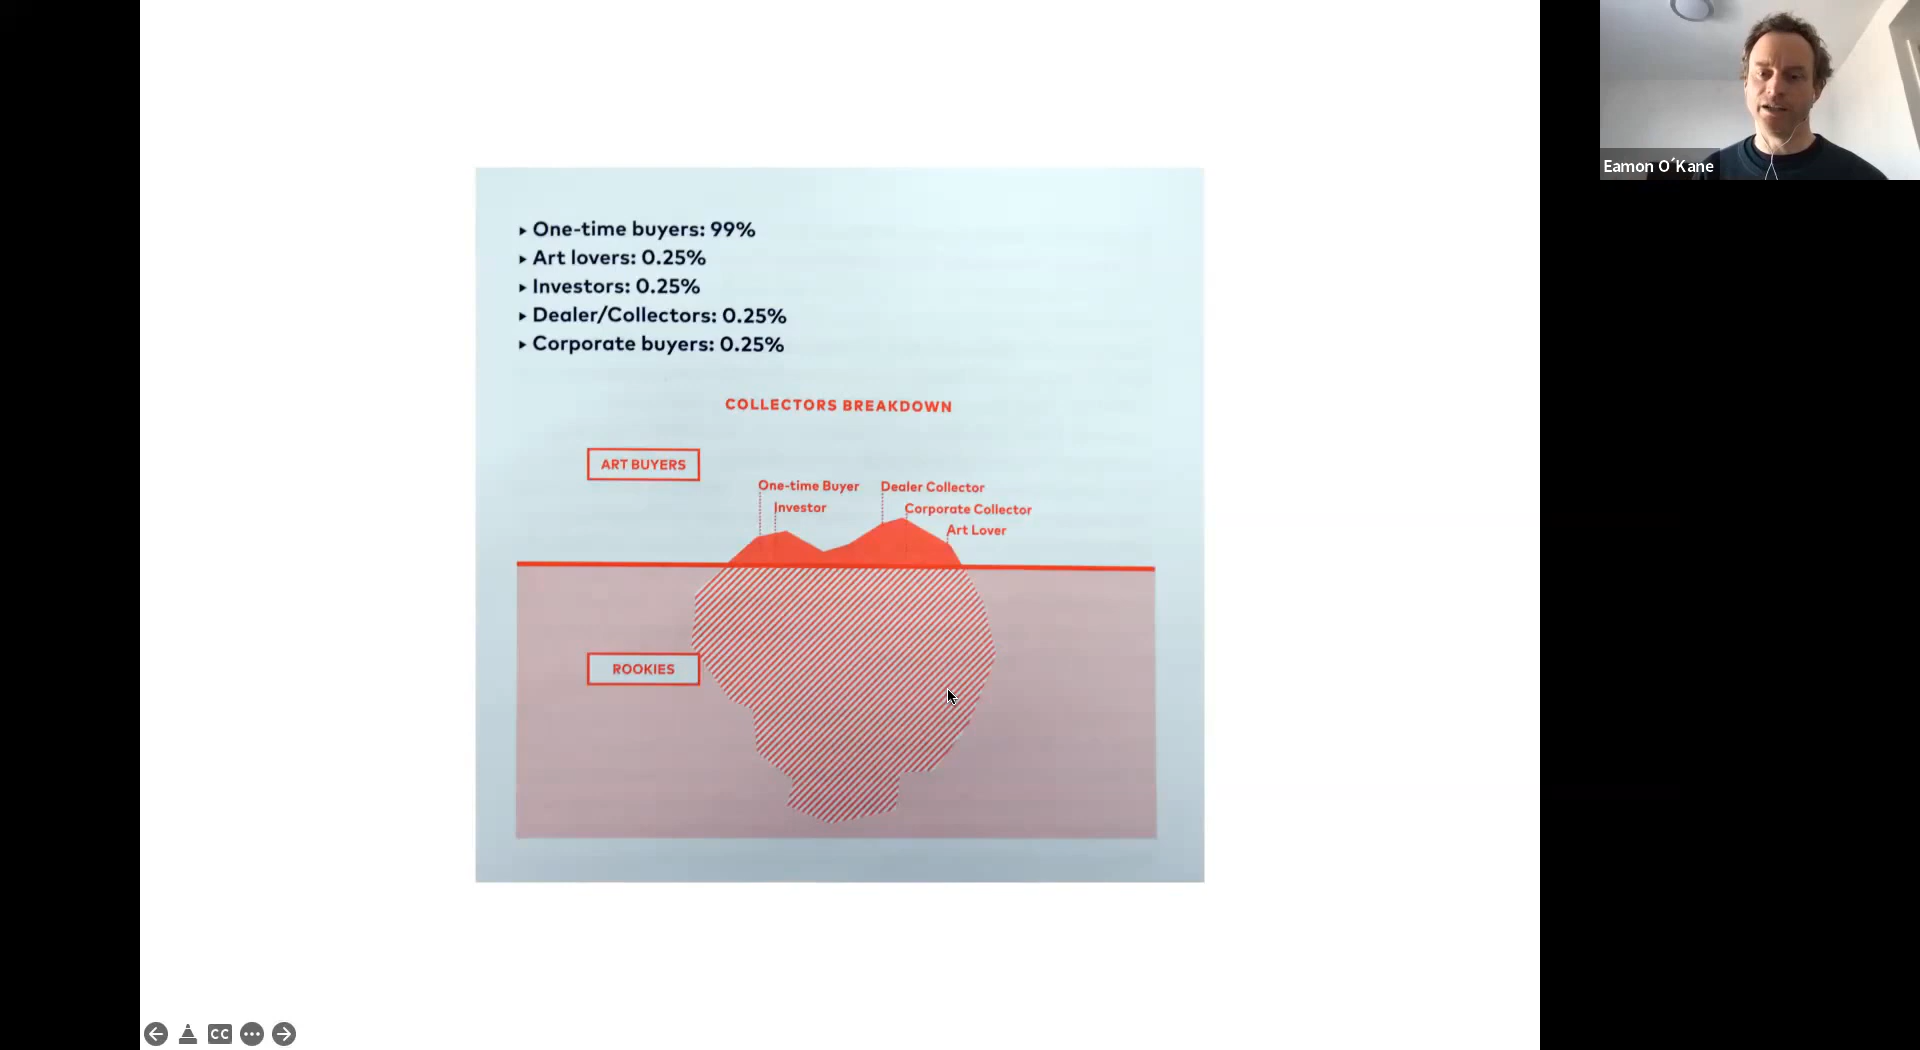 ▸ One-time buyers: 99%
▸ Art lovers: 0.25%
▸ Investors: 0.25%
▸ Dealer/Collectors: 0.25%
▸ Corporate buyers: 0.25%
COLLECTORS BREAKDOWN
ART BUYERS
One-time Buyer
Dealer Collector
Investor
Corporate Collector
Art Lover
ROOKIES
Eamon O´Kane
CC